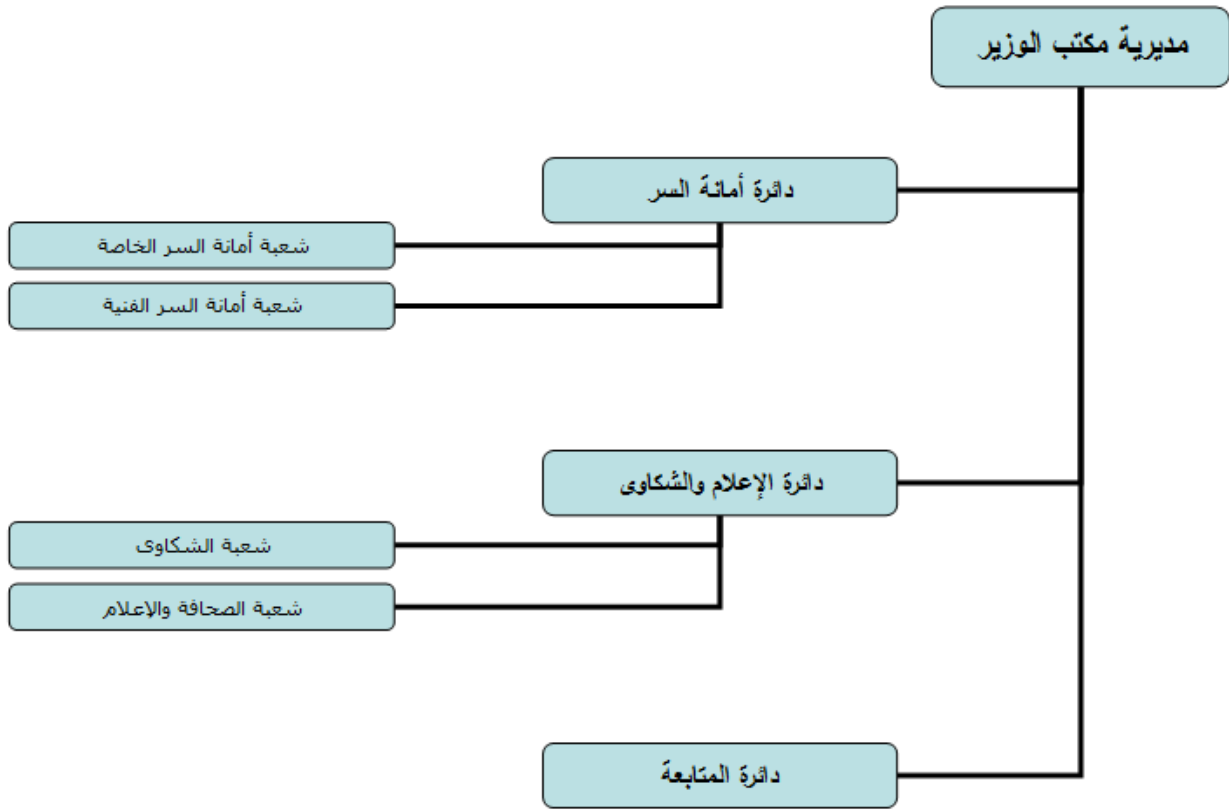 مديرية مكتب الوزير
دائرة أمانة السر
شعبة أمانة السر الخاصة
شعبة أمانة السر الفنية
دائرة الإعلام والشكاوى
شعبة الشكاوى
شعبة الصحافة والإعلام
دائرة المتابعة